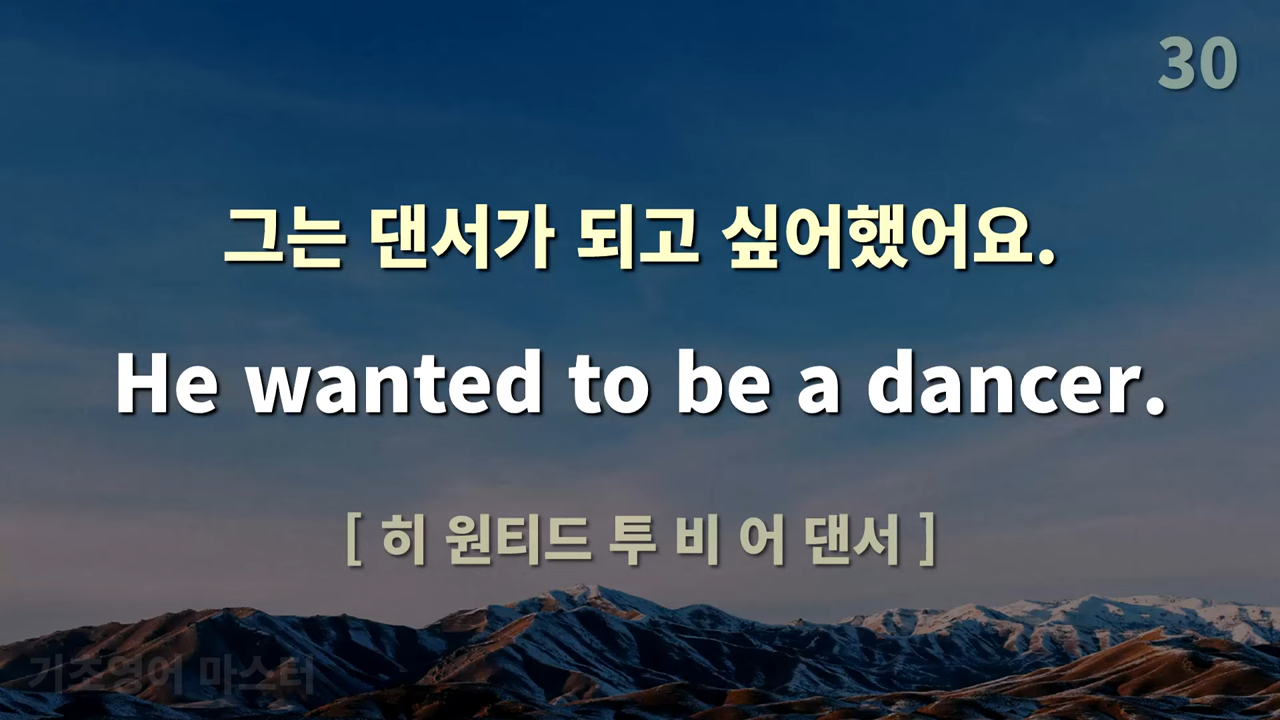 30
그는 댄서가 되고 싶어했어요.
He wanted to be a dancer.
[ 히 원티드 투 비 어 댄서 ]
기조영어 마스터